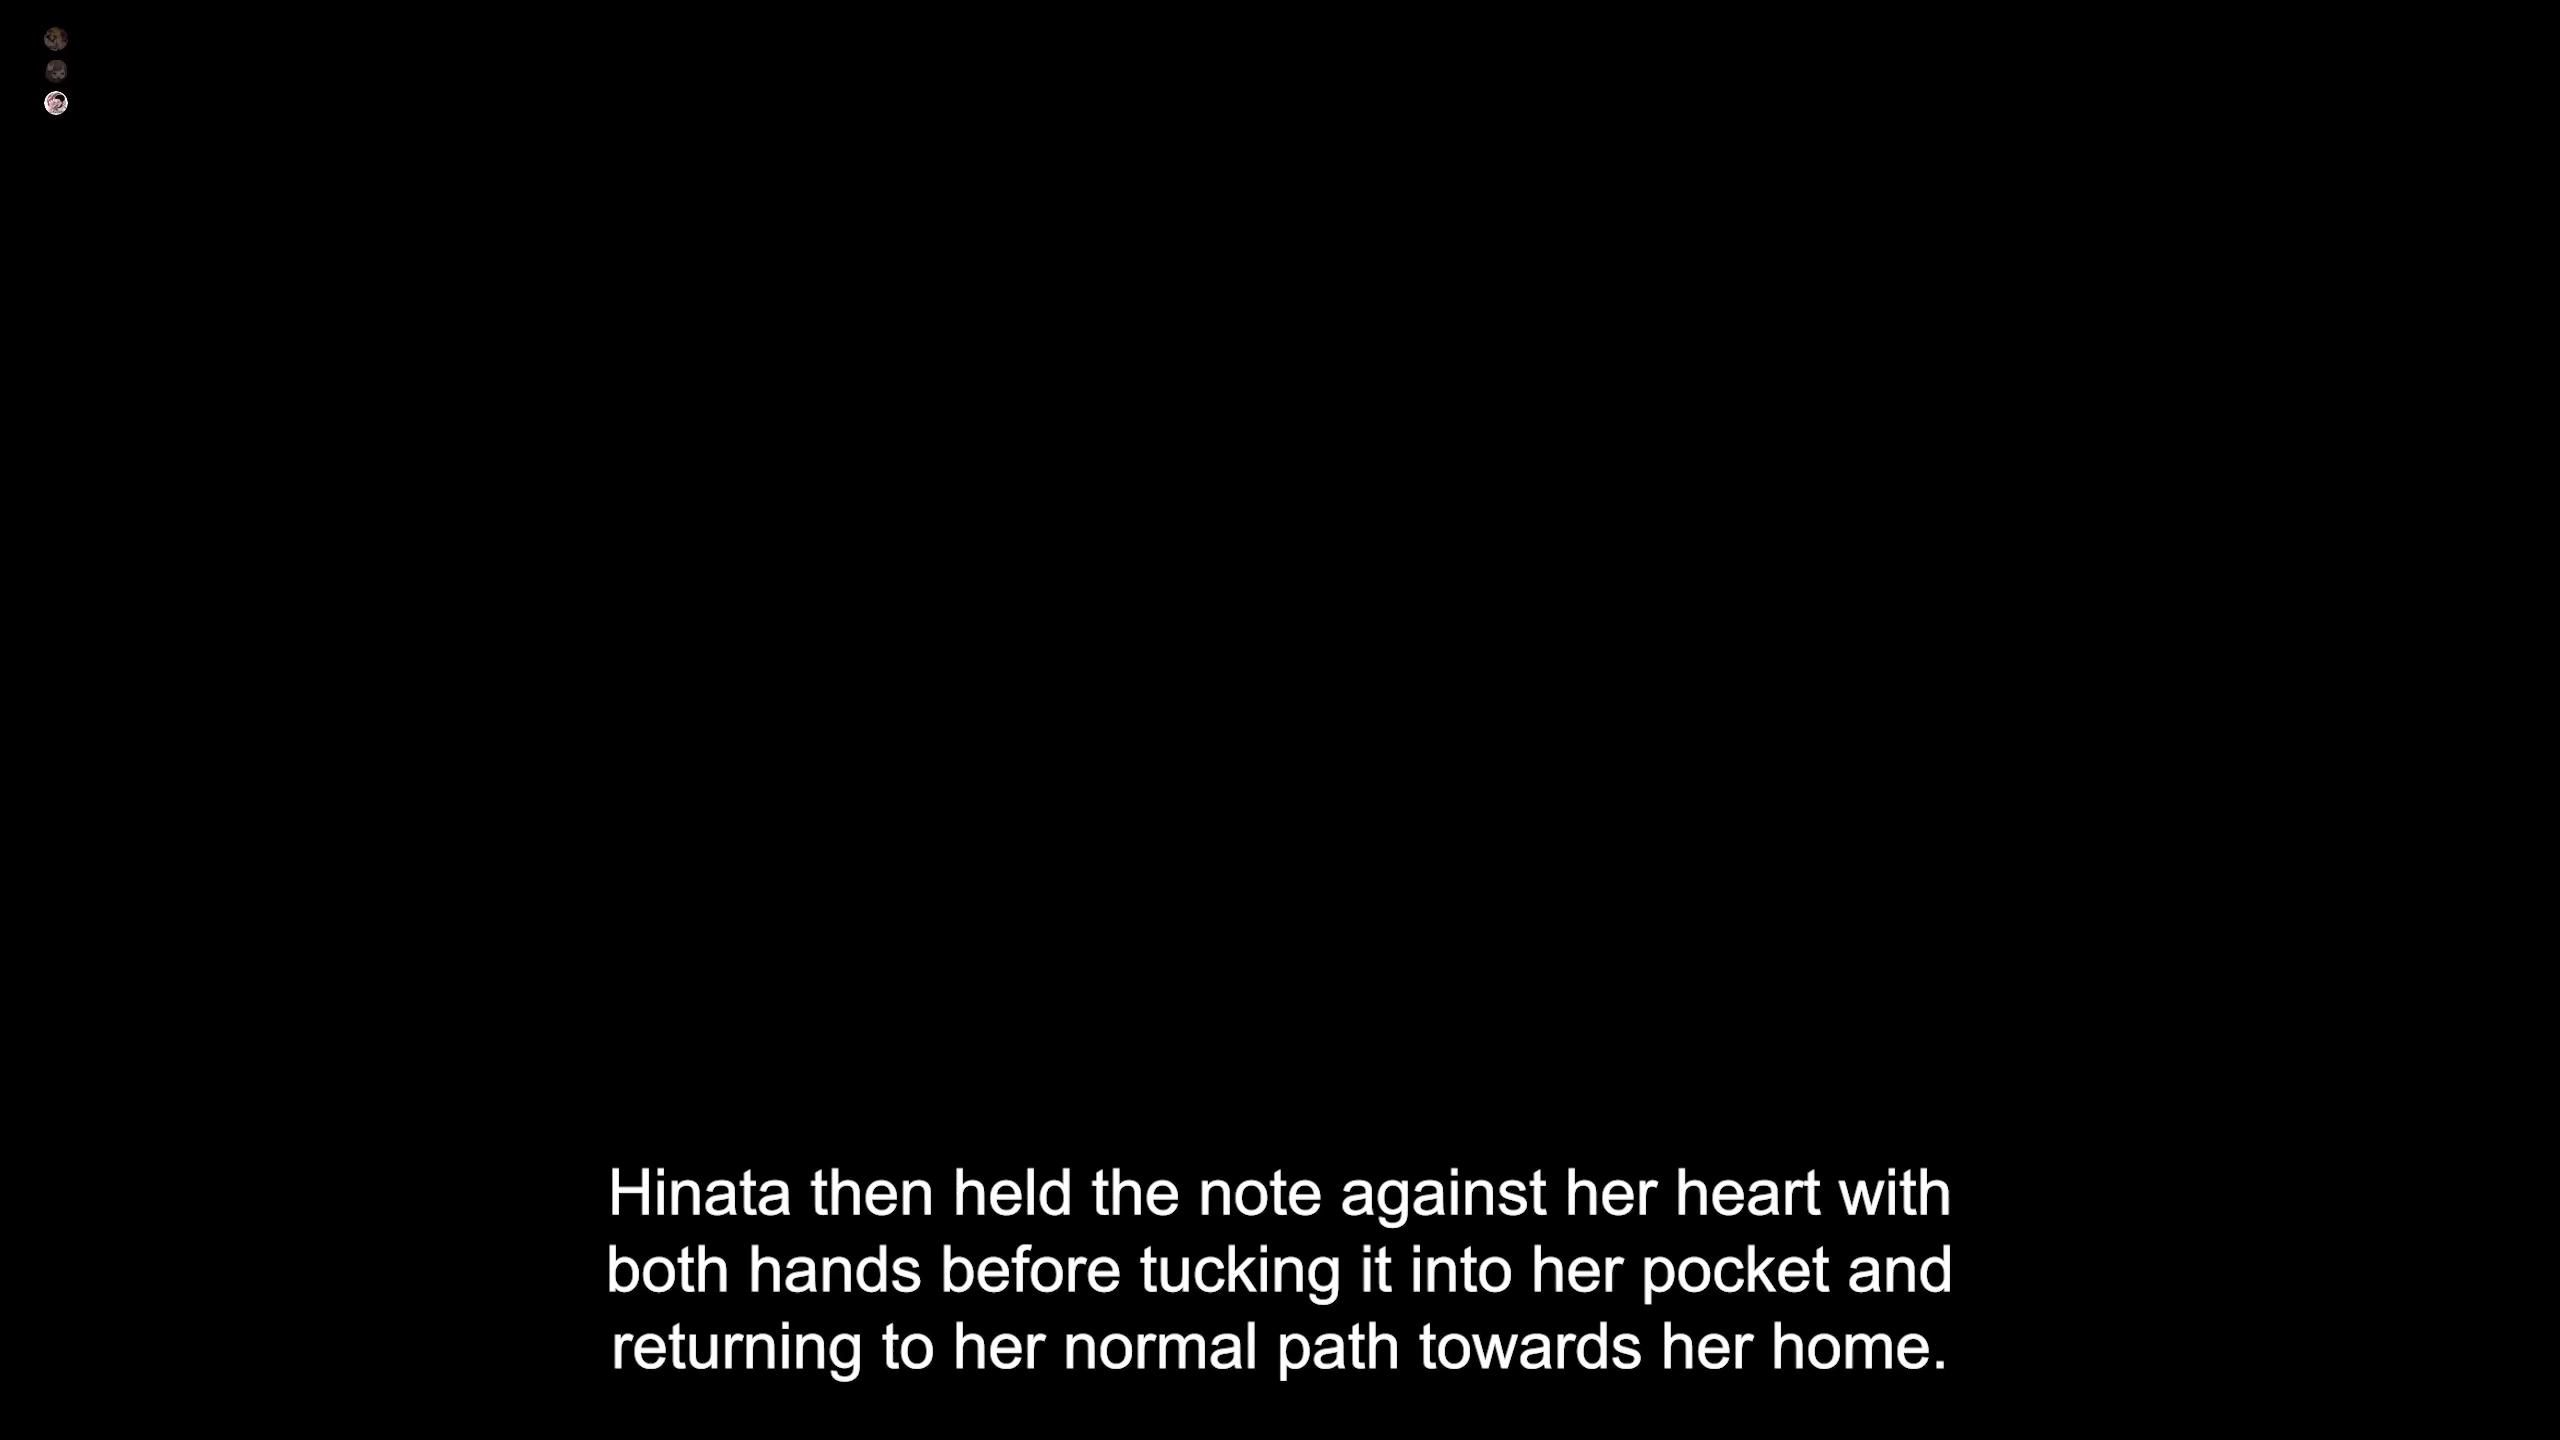 Hinata then held the note against her heart with
both hands before tucking it into her pocket and
returning to her normal path towards her home.